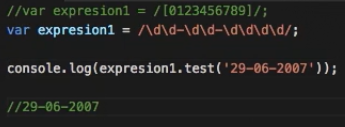 //var expresion1 = /[0123456789]/;
var expresion1 = /\d\d-\d\d-\d\d\d\d/;
console.log(expresion1.test('29-06-2007'));
//29-06-2007